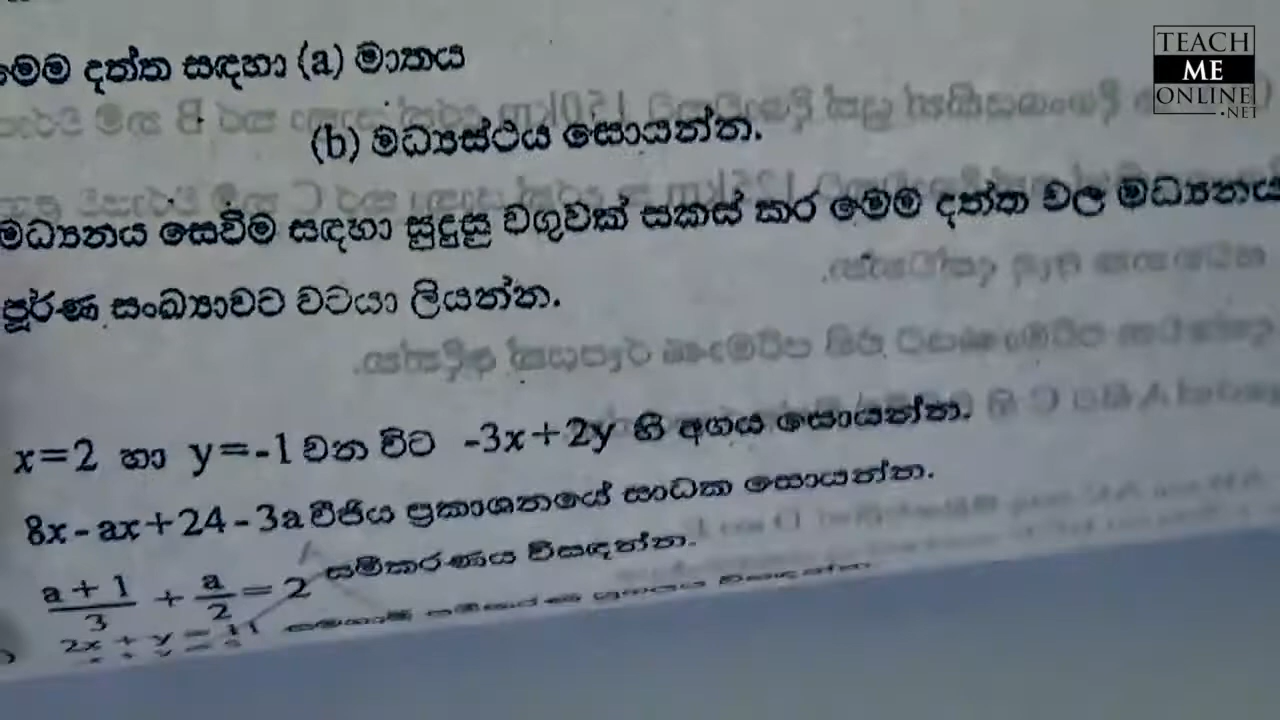 මෙම දත්ත සඳහා (a) මාතය
(b) මධ්‍යස්ථය සොයන්න.
මධ්‍යනය සෙවීම සඳහා සුදුසු වගුවක් සකස් කර මෙම දත්ත වල මධ්‍යනය
පූර්ණ සංඛ්‍යාවට වටයා ලියන්න.
x=2 හා y=-1 වන විට -3x+2y හි අගය සොයන්න.
8x-ax+24-3a වීජීය ප්‍රකාශනයේ සාධක සොයන්න.
a+1/3 + a/2 = 2 සමීකරණය විසඳන්න.
2x + y = 11
TEACH
ME
ONLINE
.NET